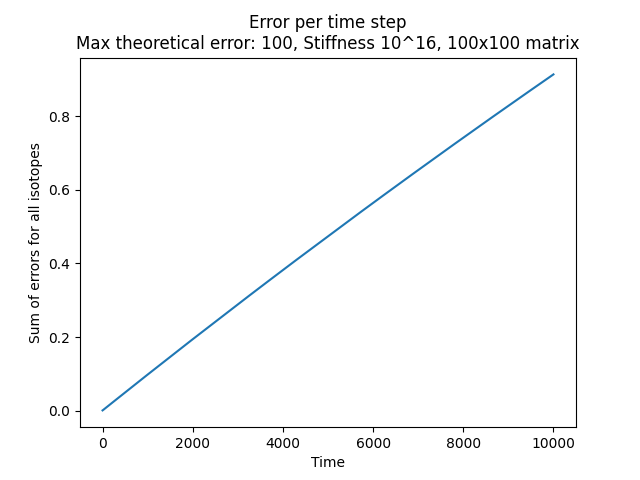 Error per time step
Max theoretical error: 100, Stiffness 10^16, 100x100 matrix
Sum of errors for all isotopes
0.8
0.6
0.4
0.2
0.0
0 2000 4000 6000 8000 10000
Time